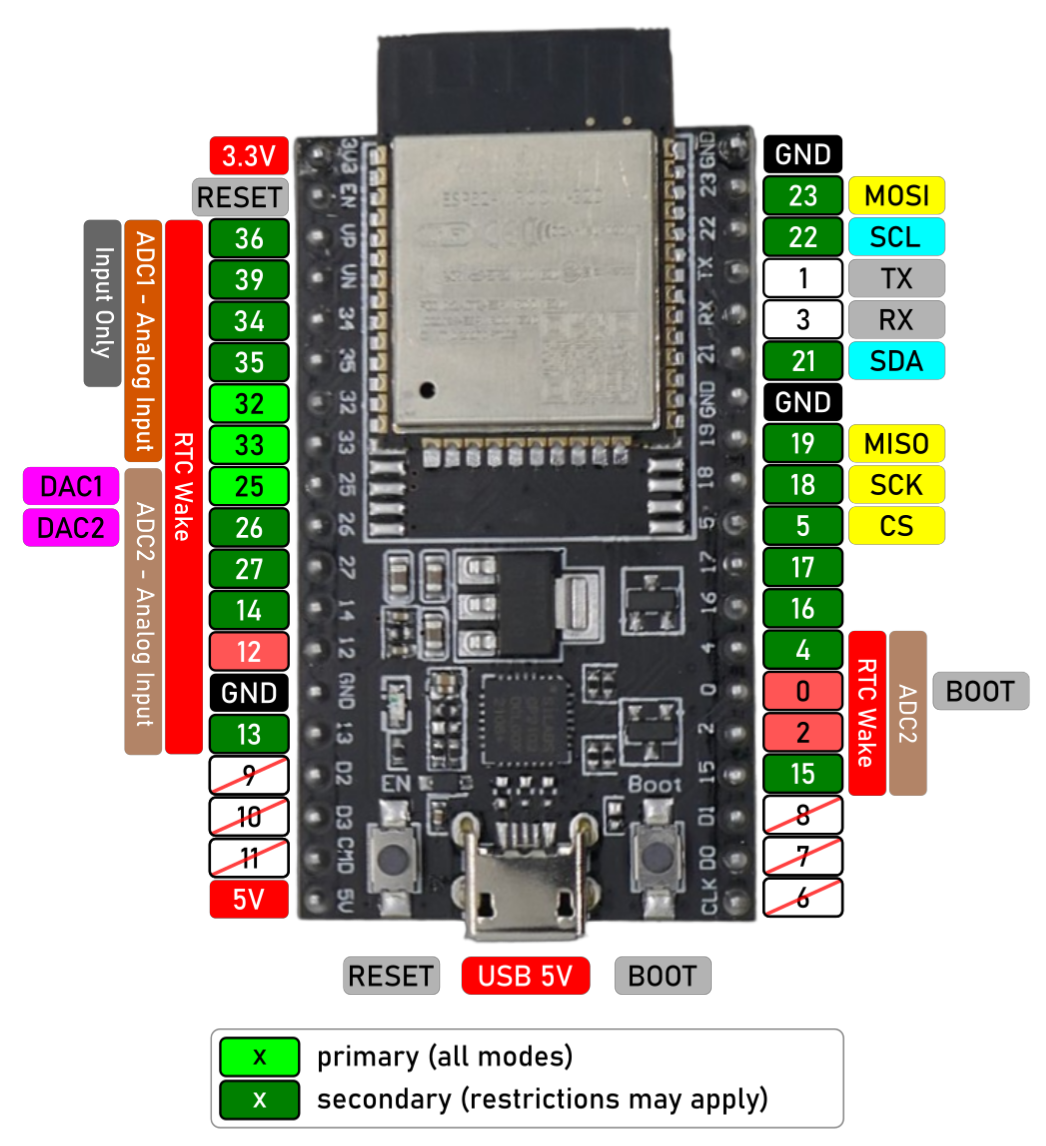 3.3V
RESET
36
39
34
35
32
33
25
26
27
14
12
GND
13
9
10
11
5V
Input Only
ADC1 - Analog Input
RTC Wake
DAC1
DAC2
ADC2 - Analog Input
3V3
EN
VP
VN
34
35
32
33
25
26
27
14
12
GND
13
D2
D3
CMD
5V
EN
Boot
GND
23
22
TX
RX
21
GND
19
18
5
17
16
4
0
2
15
D1
D0
CLK
GND
23 MOSI
22 SCL
1 TX
3 RX
21 SDA
GND
19 MISO
18 SCK
5 CS
17
16
4
0 BOOT
2
15
8
7
6
RTC Wake
ADC2
RESET USB 5V BOOT
X primary (all modes)
X secondary (restrictions may apply)